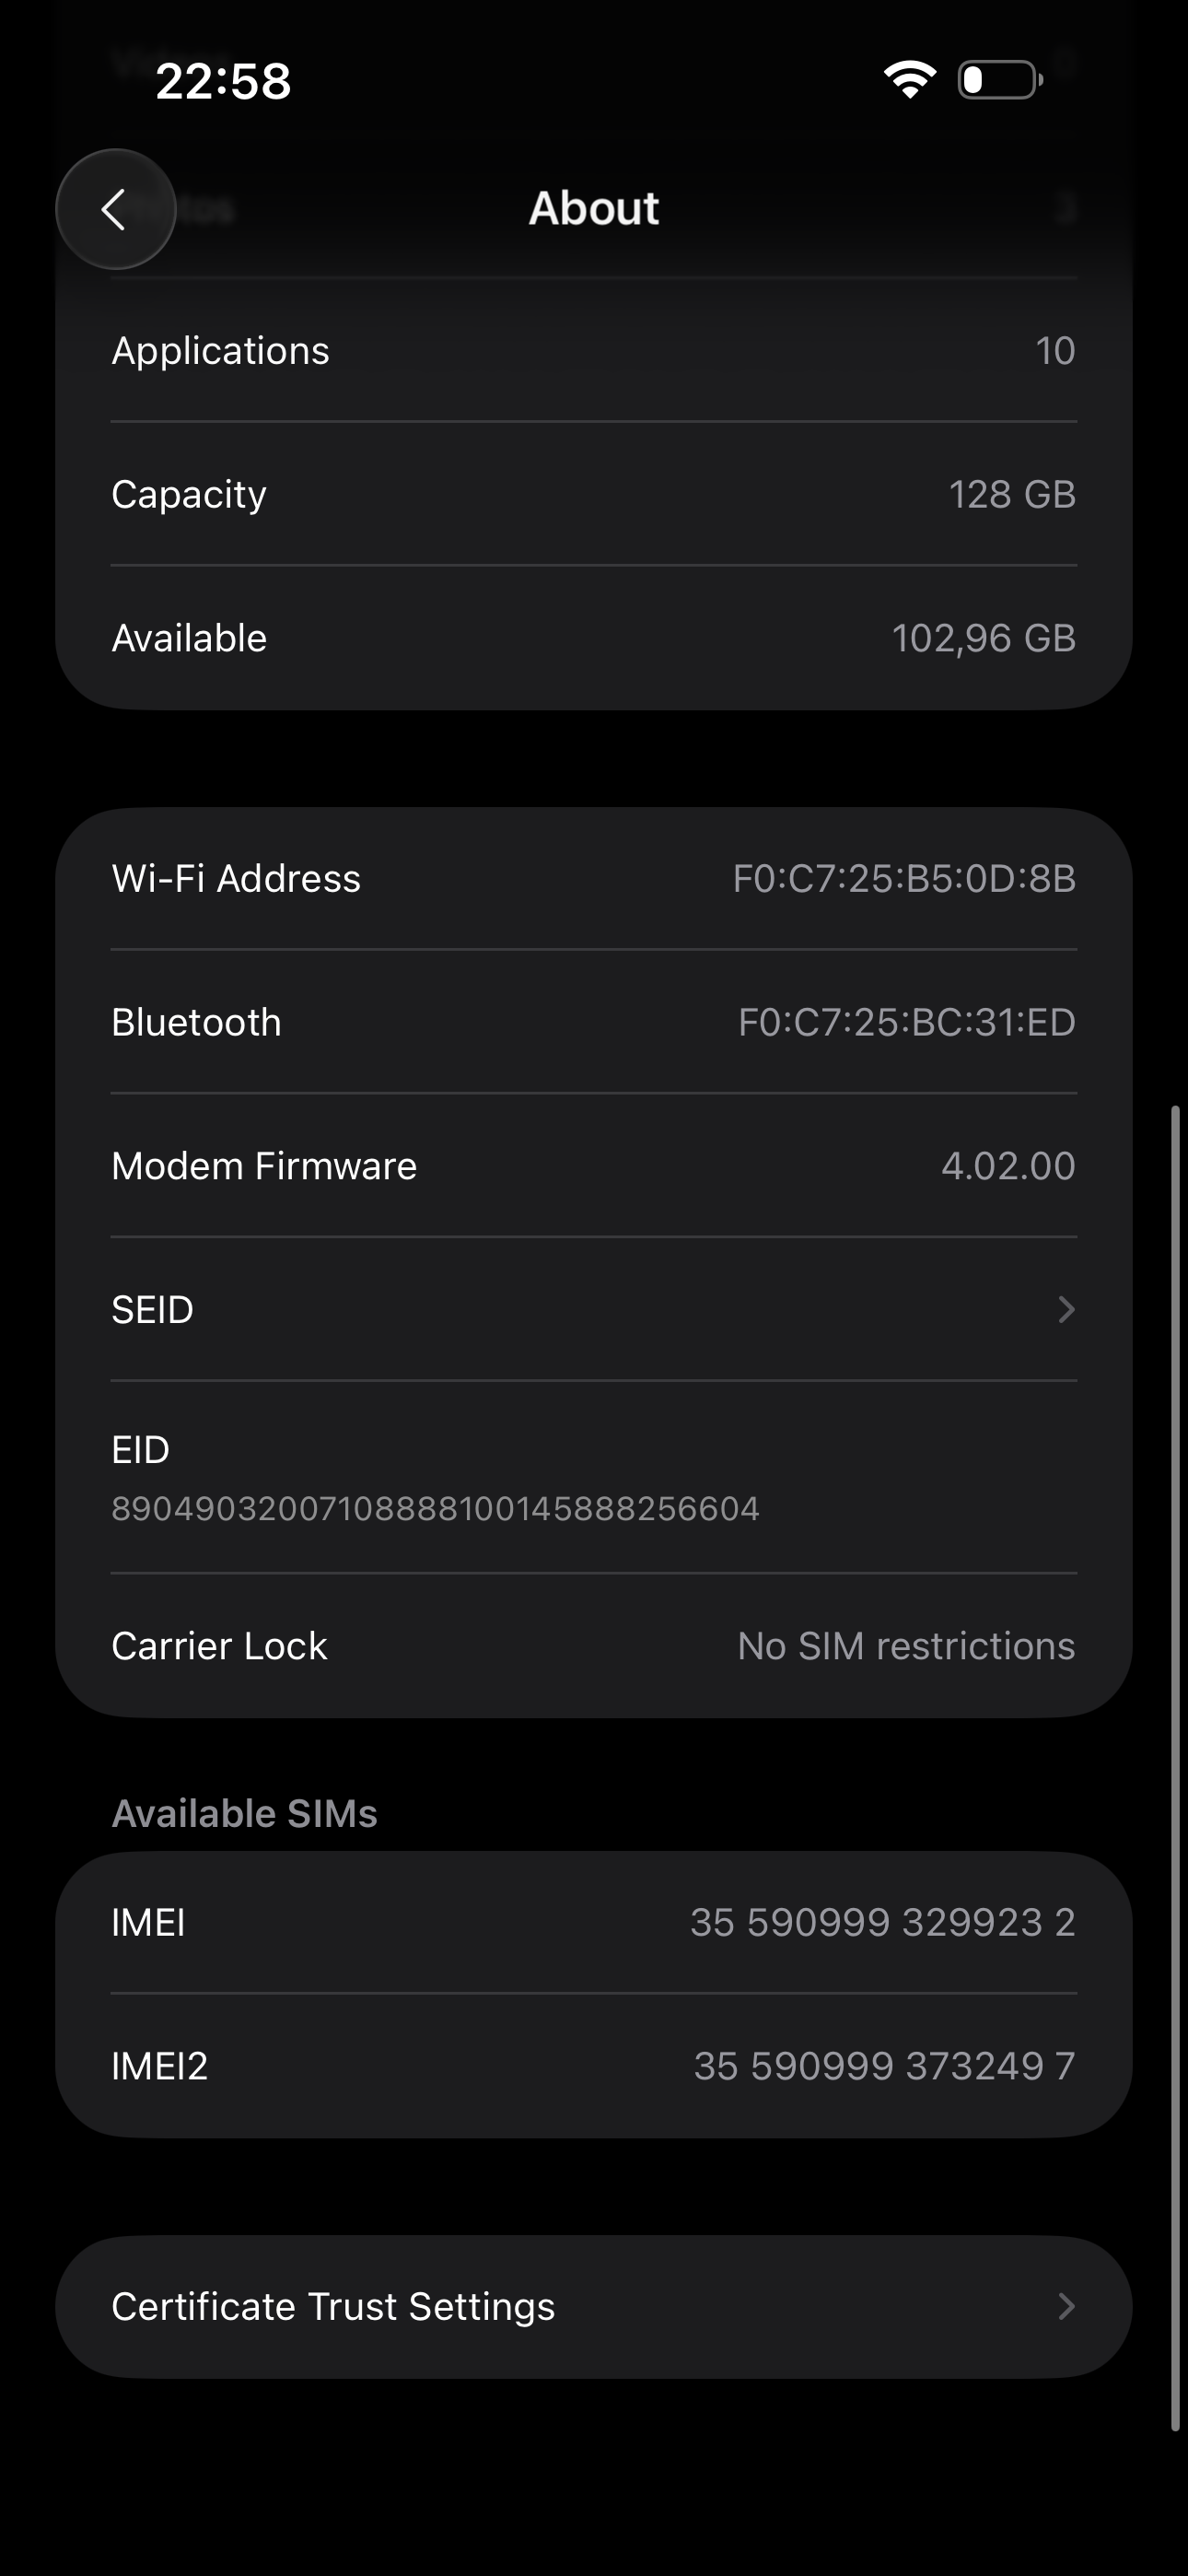 22:58
About
Applications 10
Capacity 128 GB
Available 102,96 GB
Wi-Fi Address F0:C7:25:B5:0D:8B
Bluetooth F0:C7:25:BC:31:ED
Modem Firmware 4.02.00
SEID
EID
89049032007108888100145888256604
Carrier Lock No SIM restrictions
Available SIMs
IMEI 35 590999 329923 2
IMEI2 35 590999 373249 7
Certificate Trust Settings